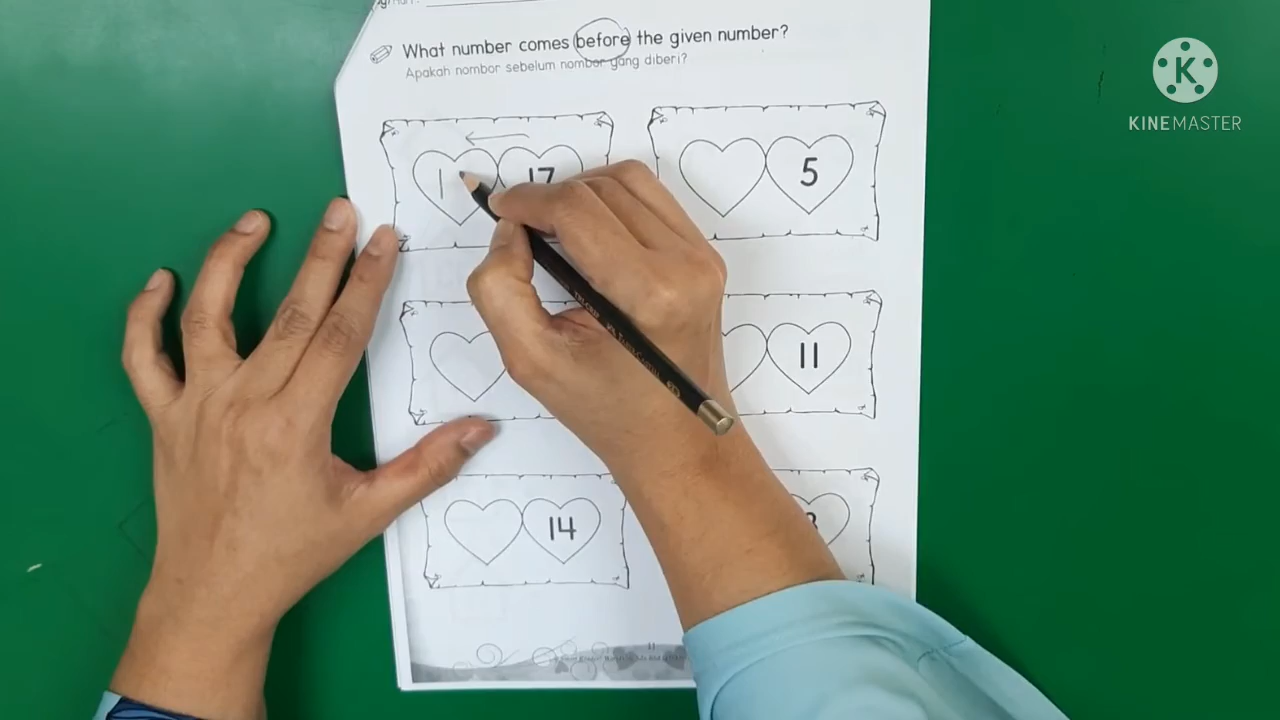 What number comes before the given number?
Apakah nombor sebelum nombor yang diberi?
KINEMASTER
1 17
5
11
14
11